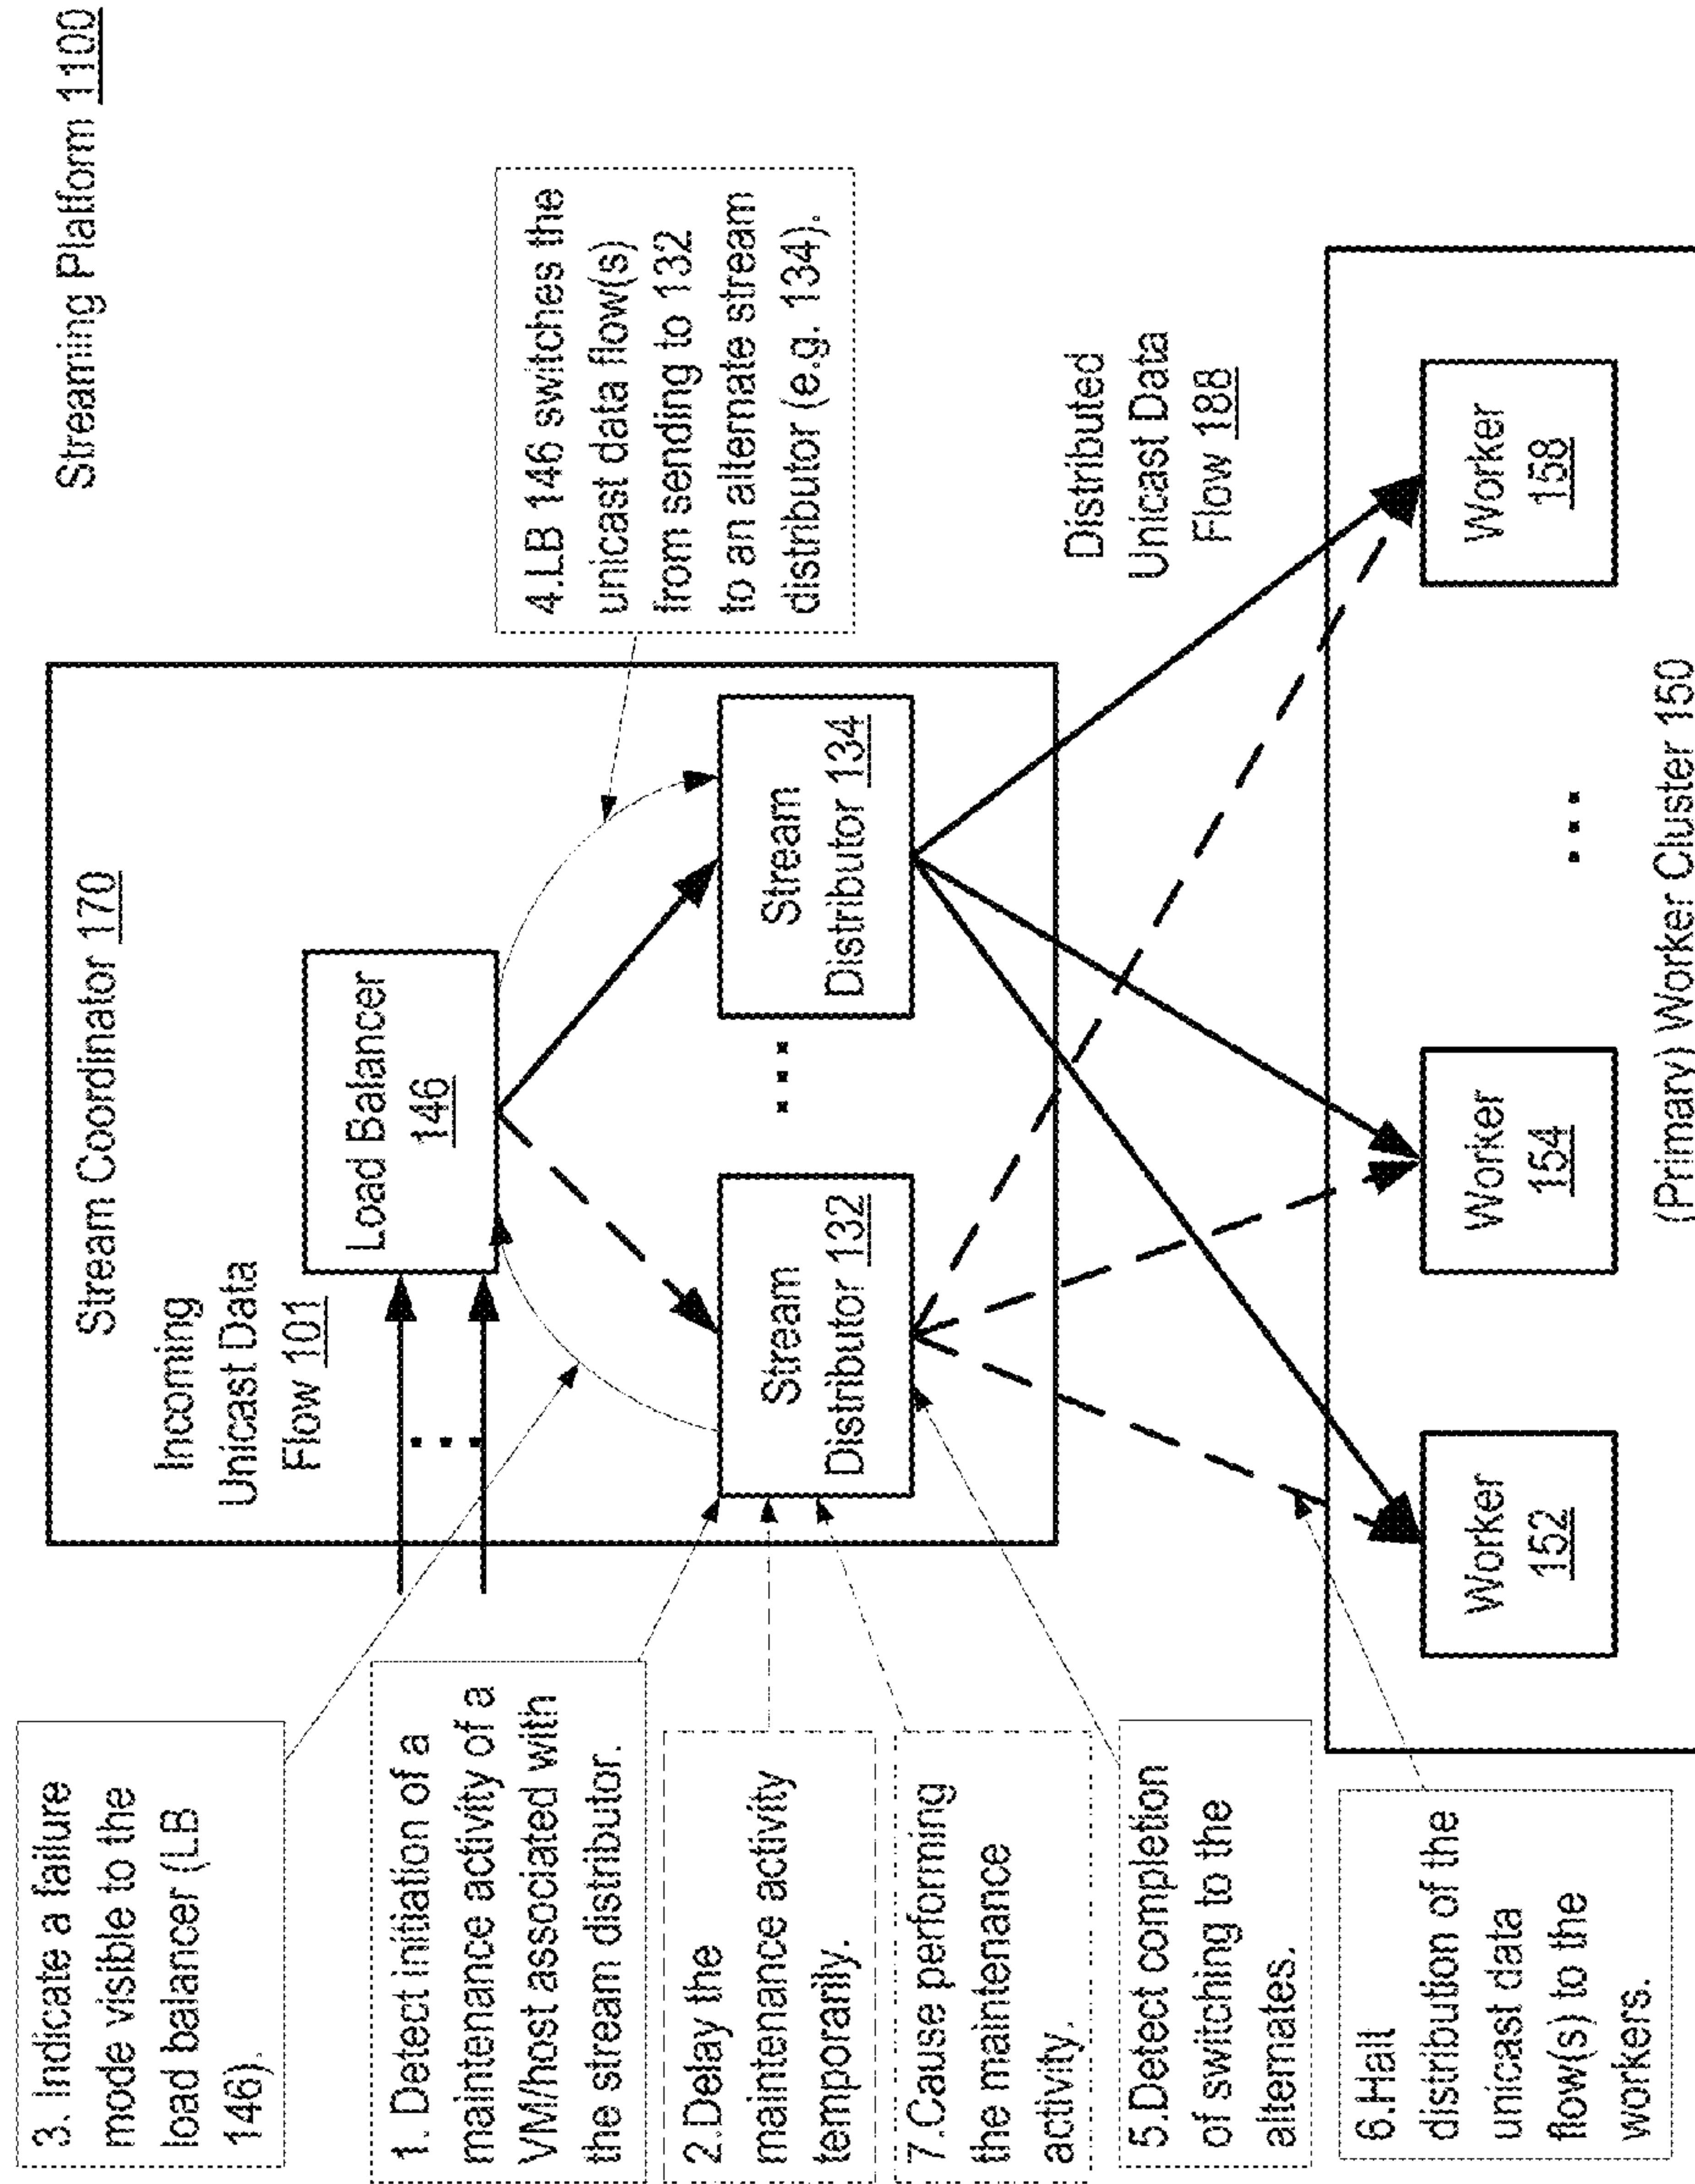 Streaming Platform 1100
Stream Coordinator 170
Incoming
Unicast Data
Flow 101
Load Balancer
146
Stream
Distributor 132
Stream
Distributor 134
3. Indicate a failure
mode visible to the
load balancer (LB
146).
1. Detect initiation of a
maintenance activity of a
VM/host associated with
the stream distributor.
2.Delay the
maintenance activity
temporarily.
7.Cause performing
the maintenance
activity.
5.Detect completion
of switching to the
alternates.
6.Halt
distribution of the
unicast data
flow(s) to the
workers.
4.LB 146 switches the
unicast data flow(s)
from sending to 132
to an alternate stream
distributor (e.g. 134).
Distributed
Unicast Data
Flow 188
Worker
152
Worker
154
Worker
158
(Primary) Worker Cluster 150